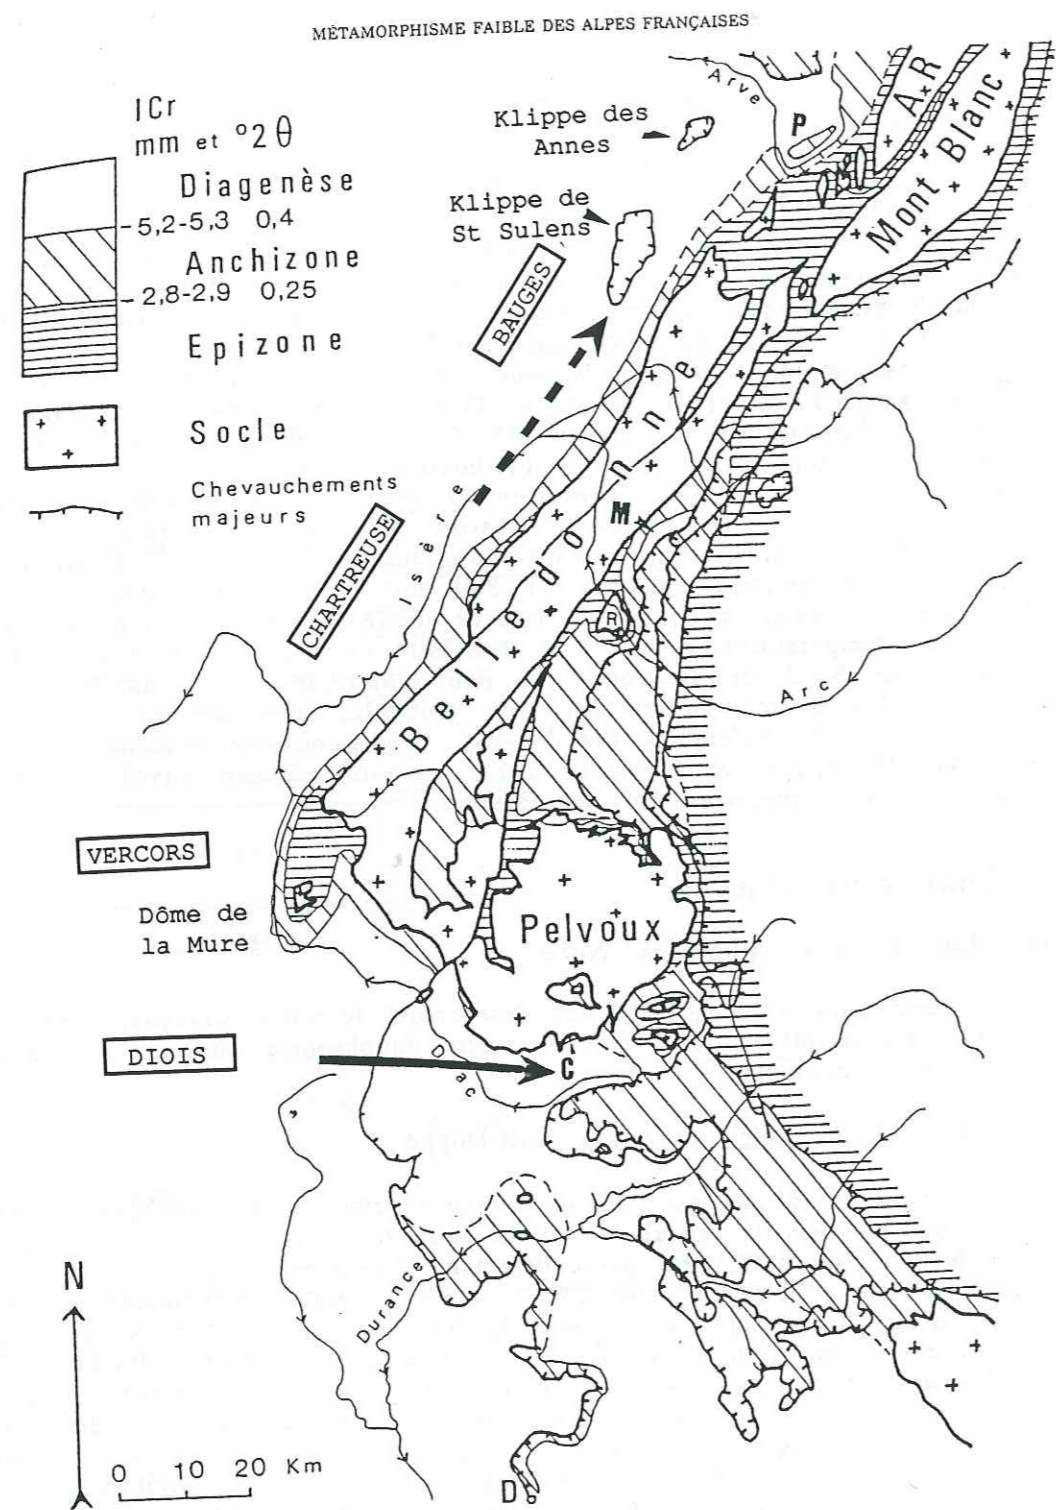 MÉTAMORPHISME FAIBLE DES ALPES FRANÇAISES
ICr
mm et °2θ
Diagenèse
5,2-5,3 0,4
Anchizone
2,8-2,9 0,25
Epizone
Socle
Chevauchements
majeurs
Klippe des
Annes
Klippe de
St Sulens
Arve
P
A-R
Mont Blanc
BAUGES
CHARTREUSE
Isère
Belledonne
M
R
Arc
VERCORS
Dôme de
la Mure
Pelvoux
DIOIS
C
Drac
Durance
D
N
0 10 20 Km